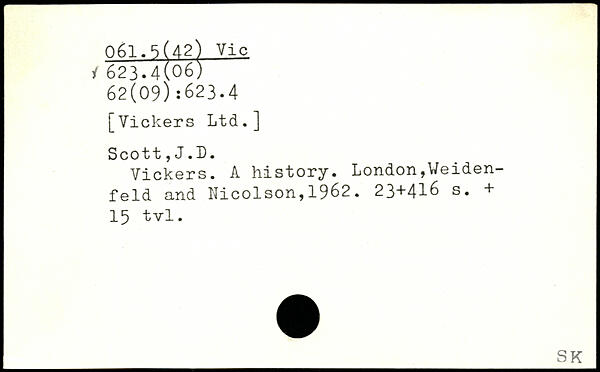 061.5(42) Vic
623.4(06)
62(09):623.4
[Vickers Ltd.]
Scott,J.D.
Vickers. A history. London,Weiden-
feld and Nicolson,1962. 23+416 s. +
15 tvl.
SK